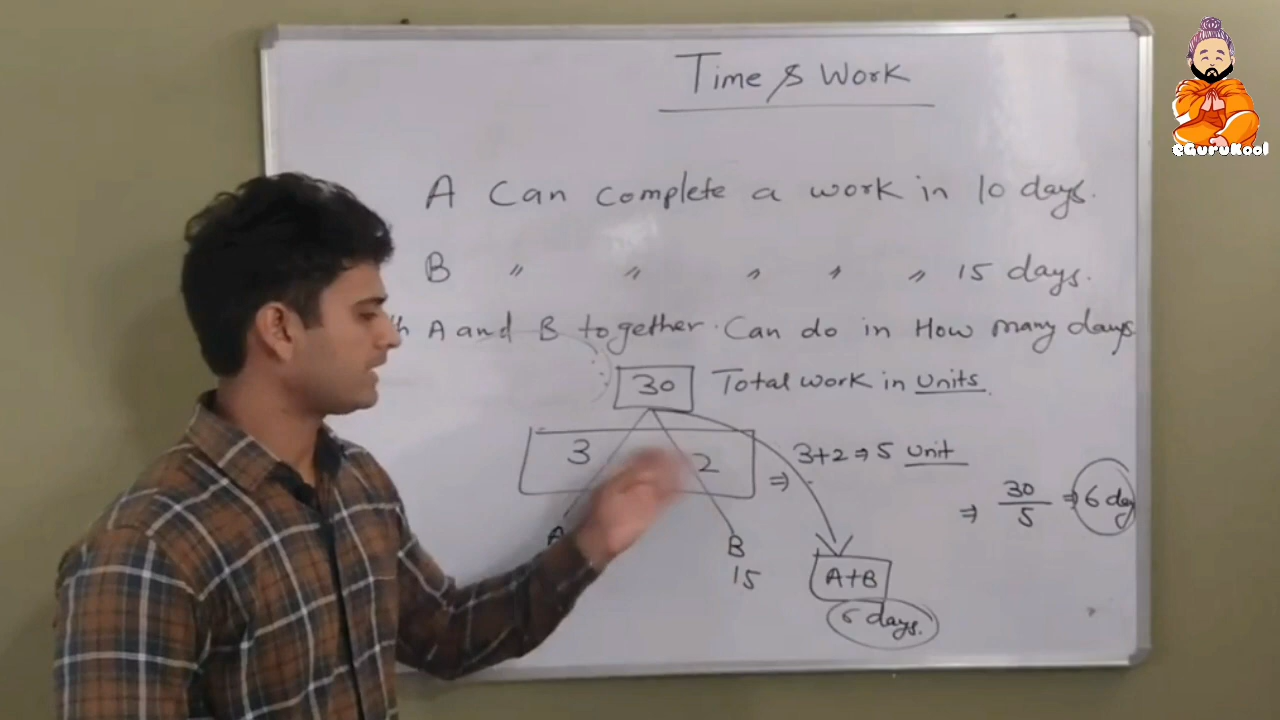 Time & Work
A Can complete a work in 10 days.
B 〃 〃 〃 〃 〃 15 days.
A and B together. Can do in How many days
30 Total work in units.
3 2 ⇒ 3+2 ⇒ 5 unit
⇒ 30/5 ⇒ 6 day
A B
15
A+B
6 days.
eGuruKool